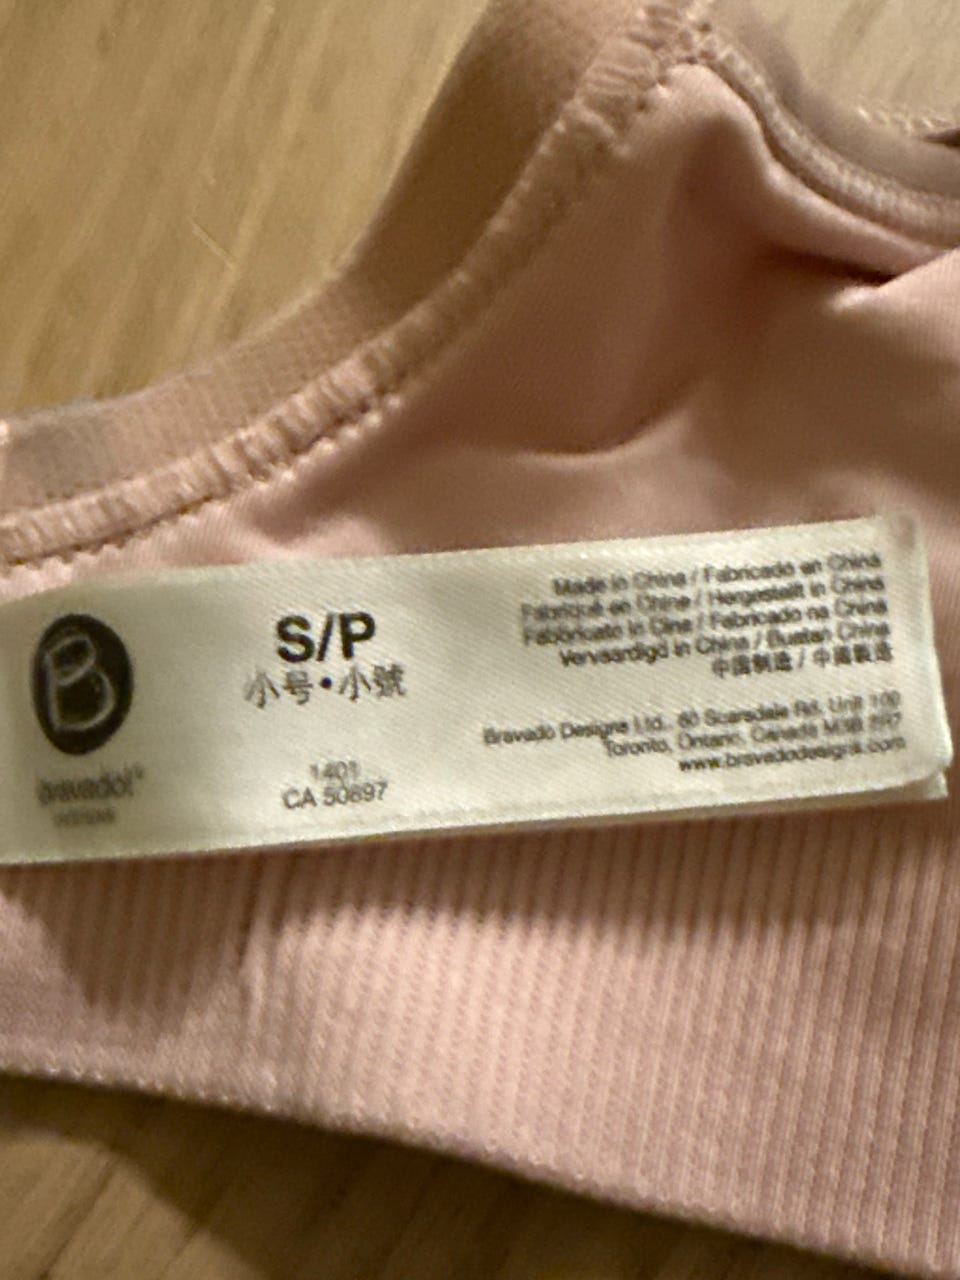 B
bravado!
DESIGNS
S/P
小号•小號
1401
CA 50897
Made in China / Fabricado en China
Fabriqué en Chine / Hergestellt in China
Fabbricato in Cina / Fabricado na China
Vervaardigd in China / Buatan China
中国制造 / 中國製造
Bravado Designs Ltd. 60 Scarsdale Rd. Unit 100
Toronto, Ontario, Canada M3B 2R7
www.bravadodesigns.com